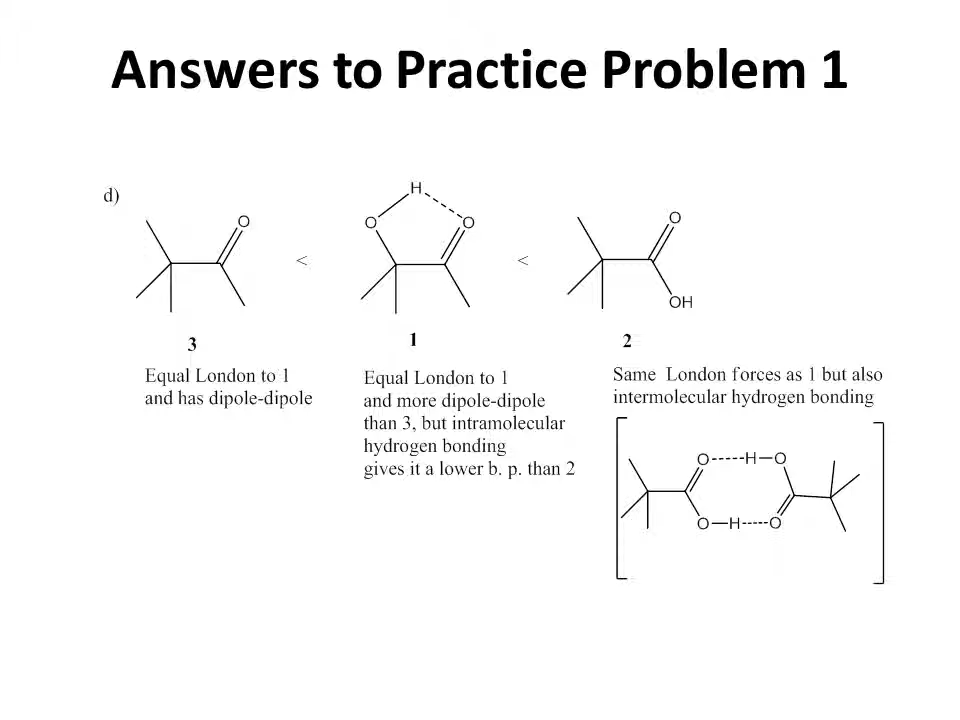 Answers to Practice Problem 1
d)
O
<
H
O
O
<
O
OH
3
Equal London to 1
and has dipole-dipole
1
Equal London to 1
and more dipole-dipole
than 3, but intramolecular
hydrogen bonding
gives it a lower b. p. than 2
2
Same London forces as 1 but also
intermolecular hydrogen bonding
O H O
O H O